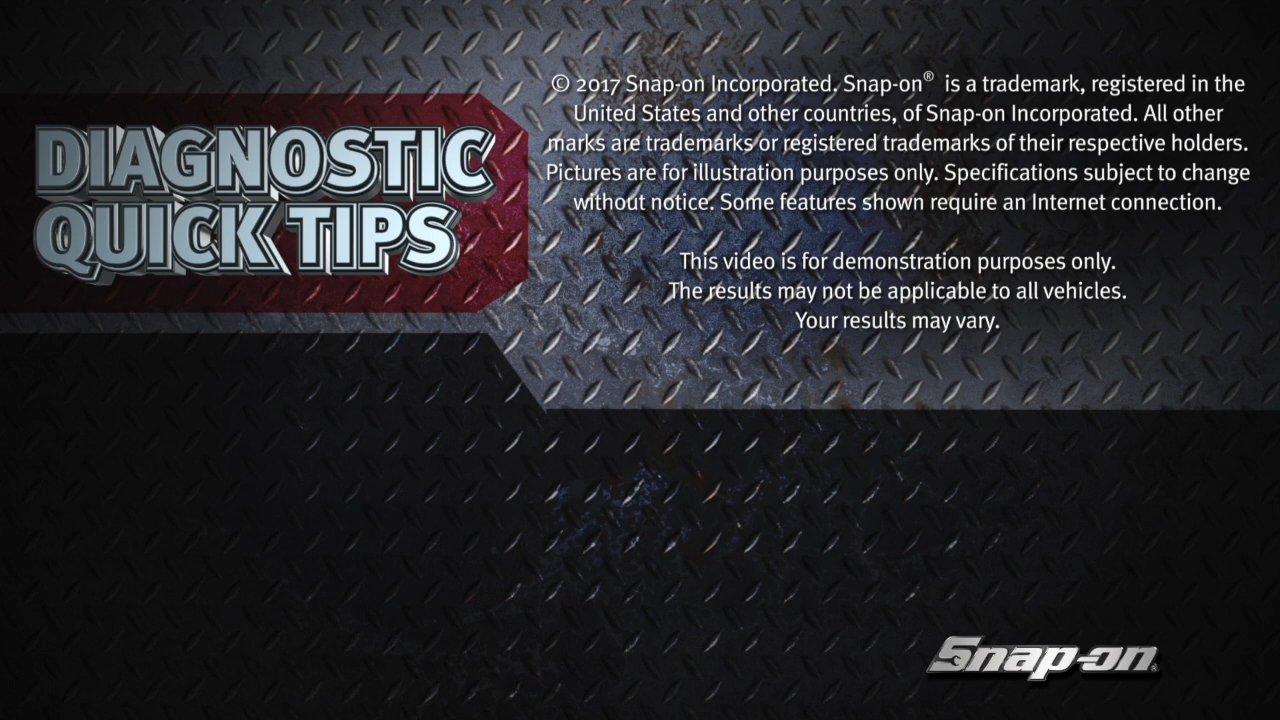 DIAGNOSTIC
QUICK TIPS
© 2017 Snap-on Incorporated. Snap-on® is a trademark, registered in the
United States and other countries, of Snap-on Incorporated. All other
marks are trademarks or registered trademarks of their respective holders.
Pictures are for illustration purposes only. Specifications subject to change
without notice. Some features shown require an Internet connection.
This video is for demonstration purposes only.
The results may not be applicable to all vehicles.
Your results may vary.
Snap-on®